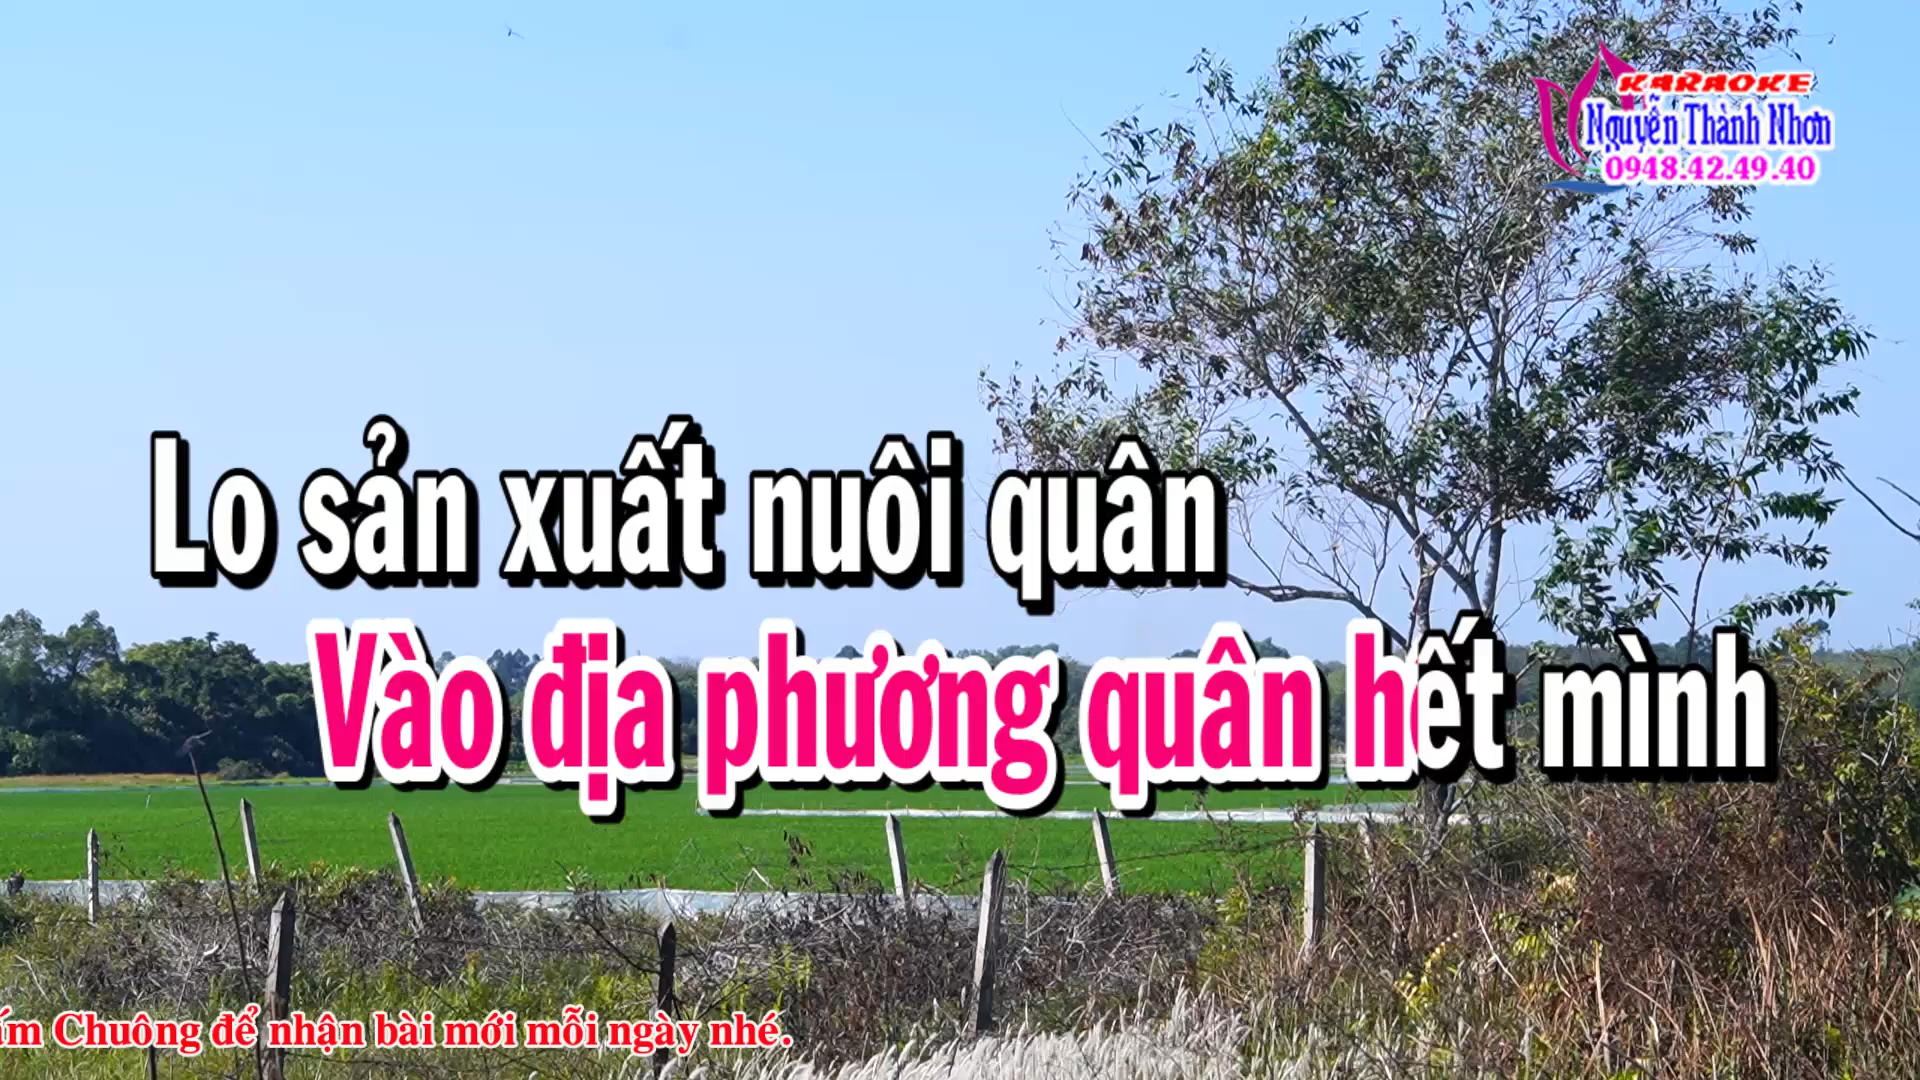 KARAOKE
Nguyễn Thành Nhơn
0948.42.49.40
Lo sản xuất nuôi quân
Vào địa phương quân hết mình
Chuông để nhận bài mới mỗi ngày nhé.